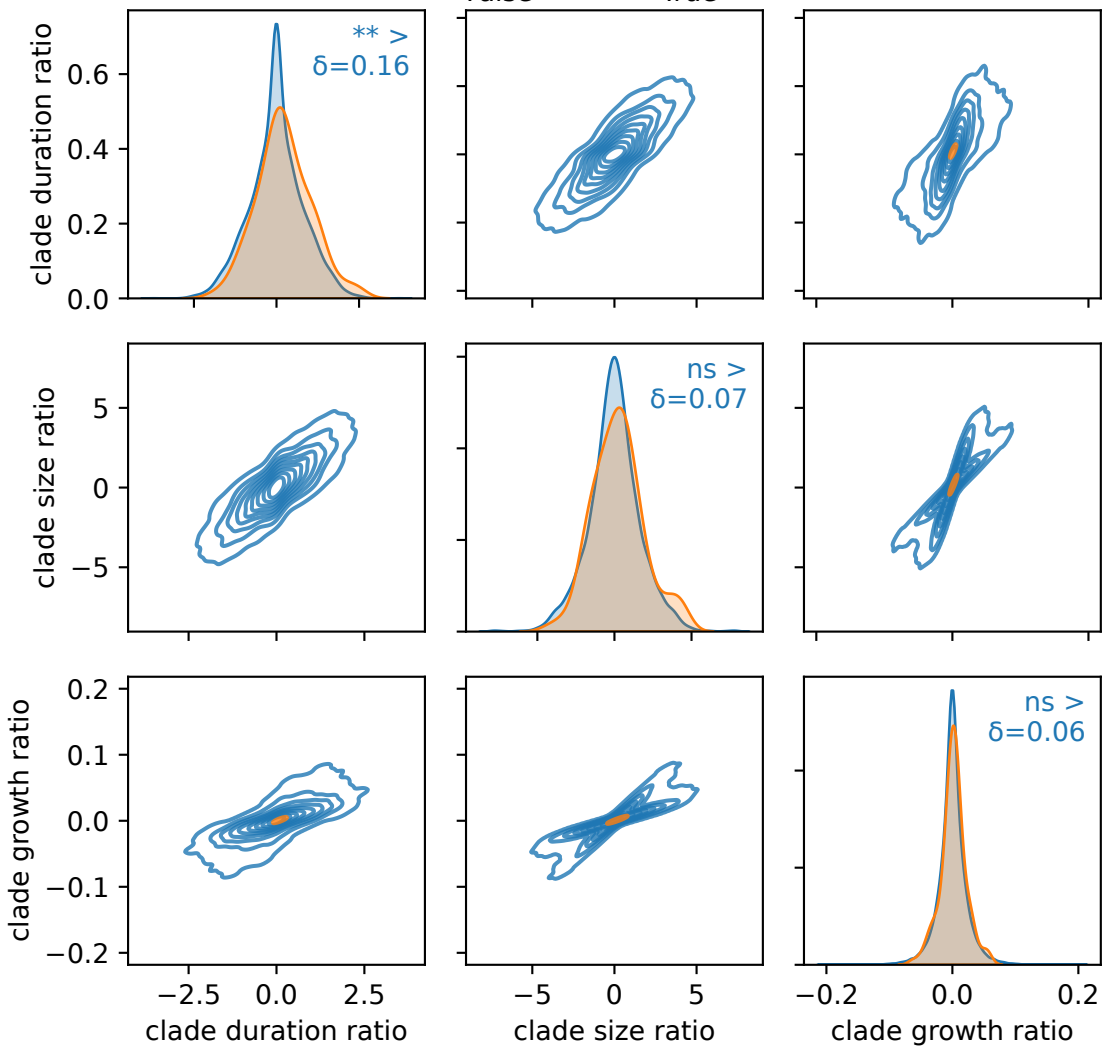 clade duration ratio
0.6
0.4
0.2
0.0
** >
δ=0.16
clade size ratio
5
0
−5
ns >
δ=0.07
clade growth ratio
0.2
0.1
0.0
−0.1
−0.2
ns >
δ=0.06
−2.5 0.0 2.5
−5 0 5
−0.2 0.0 0.2
clade duration ratio
clade size ratio
clade growth ratio